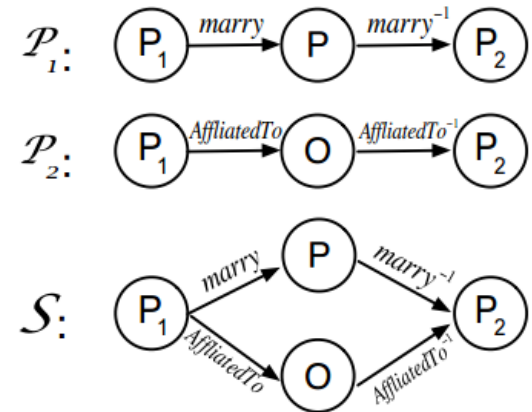 𝒫₁: P₁ marry P marry⁻¹ P₂
𝒫₂: P₁ AffliatedTo O AffliatedTo⁻¹ P₂
P
marry marry⁻¹
𝒮: P₁ P₂
AffliatedTo AffliatedTo⁻¹
O